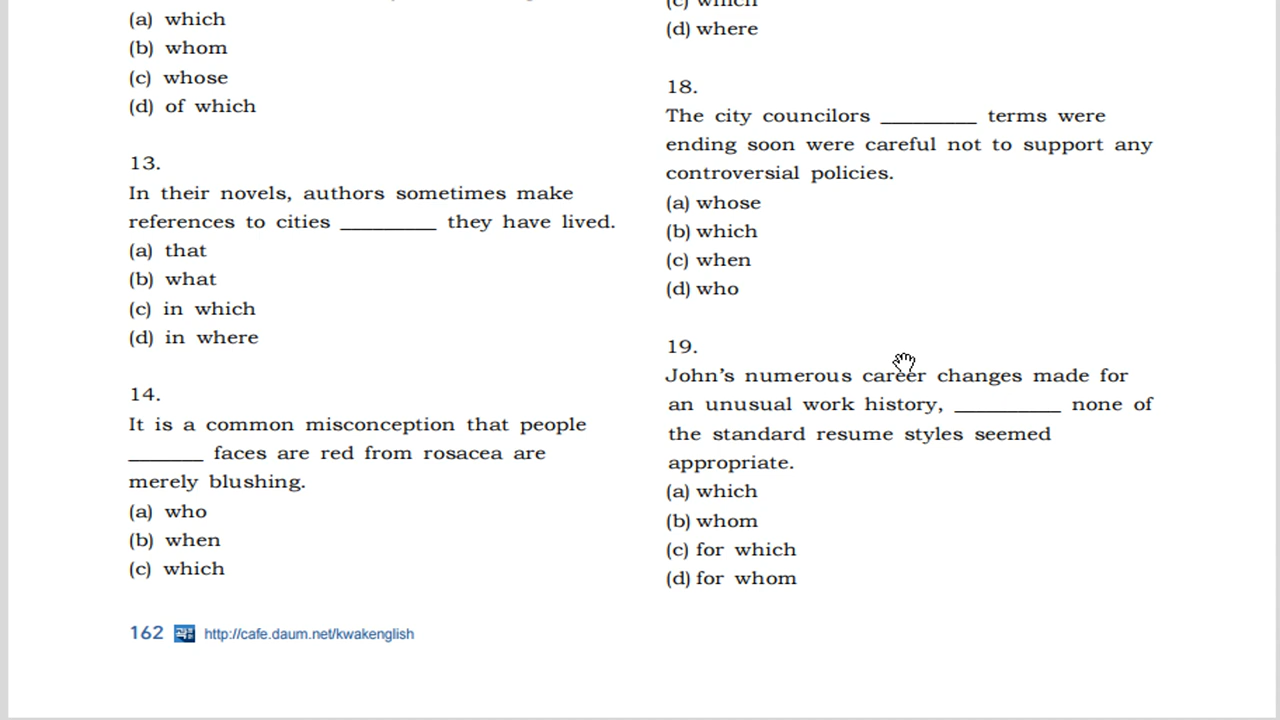 (a) which
(b) whom
(c) whose
(d) of which
13.
In their novels, authors sometimes make
references to cities _________ they have lived.
(a) that
(b) what
(c) in which
(d) in where
14.
It is a common misconception that people
_______ faces are red from rosacea are
merely blushing.
(a) who
(b) when
(c) which
(c) which
(d) where
18.
The city councilors _________ terms were
ending soon were careful not to support any
controversial policies.
(a) whose
(b) which
(c) when
(d) who
19.
John’s numerous career changes made for
an unusual work history, __________ none of
the standard resume styles seemed
appropriate.
(a) which
(b) whom
(c) for which
(d) for whom
162 http://cafe.daum.net/kwakenglish